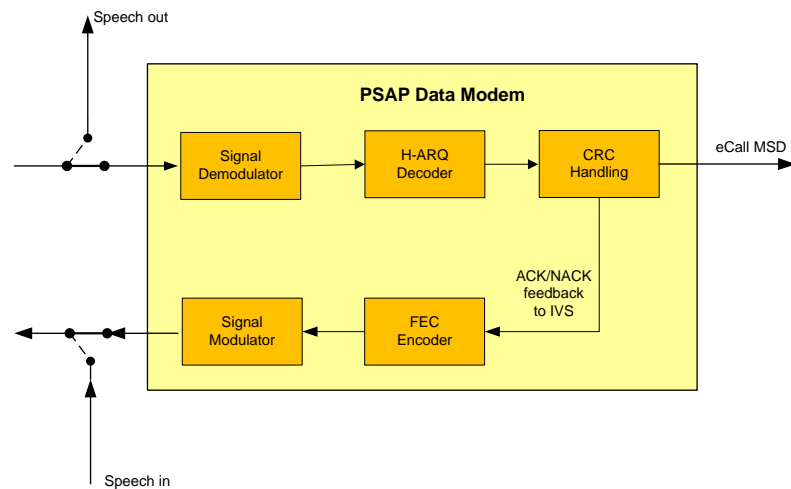 Speech out
PSAP Data Modem
Signal
Demodulator
H-ARQ
Decoder
CRC
Handling
eCall MSD
ACK/NACK
feedback
to IVS
Signal
Modulator
FEC
Encoder
Speech in